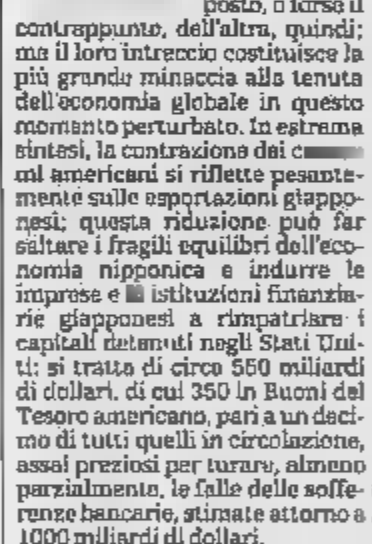 posto, o forse il
contrappunto, dell'altra, quindi;
ma il loro intreccio costituisce la
più grande minaccia alla tenuta
dell'economia globale in questo
momento perturbato. In estrema
sintesi, la contrazione dei
mi americani si riflette pesante-
mente sulle esportazioni giappo-
nesi; questa riduzione può far
saltare i fragili equilibri dell'eco-
nomia nipponica e indurre le
imprese e istituzioni finanzia-
rie giapponesi a rimpatriare i
capitali detenuti negli Stati Uni-
ti: si tratta di circa 560 miliardi
di dollari, di cui 350 in Buoni del
Tesoro americano, pari a un deci-
mo di tutti quelli in circolazione,
assai preziosi per turare, almeno
parzialmente, le falle delle soffe-
renze bancarie, stimate attorno a
1000 miliardi di dollari.